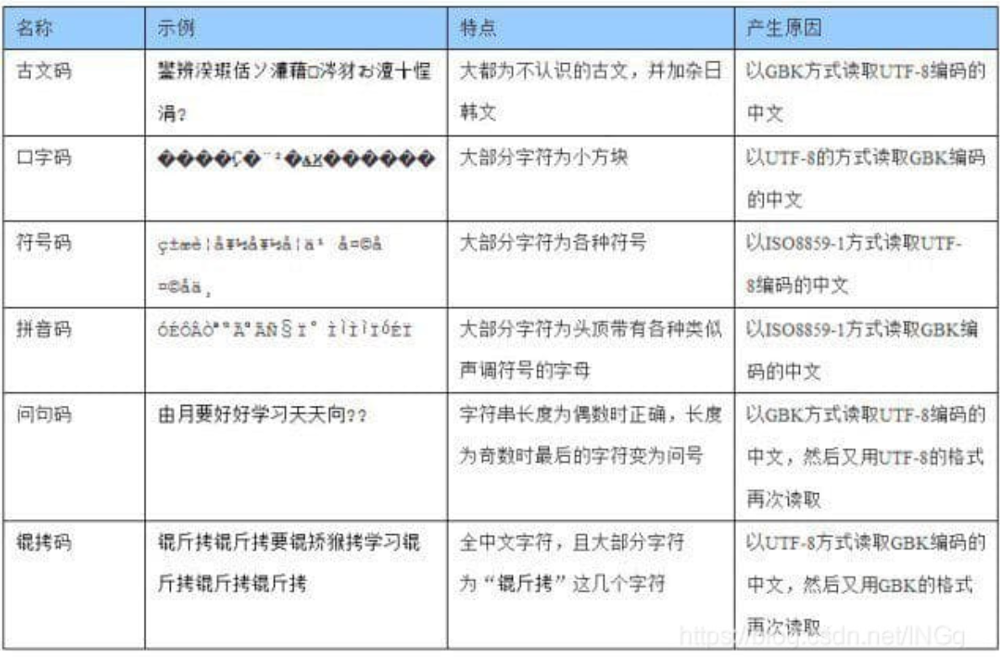 名称 示例 特点 产生原因
古文码
鐢辨湀瑕佸ソ濂藉□涔犲お澶╁悜
涓?
大都为不认识的古文，并加杂日
韩文
以GBK方式读取UTF-8编码的
中文
口字码
大部分字符为小方块
以UTF-8的方式读取GBK编码
的中文
符号码
ç±æè¦å¥½å¥½å¦ä¹ å¤©å
¤©åä¸
大部分字符为各种符号
以ISO8859-1方式读取UTF-
8编码的中文
拼音码
ÓÉÔÂÒªºÃºÃÑ§Ï° ÌìÌìÏòÉÏ
大部分字符为头顶带有各种类似
声调符号的字母
以ISO8859-1方式读取GBK编
码的中文
问句码
由月要好好学习天天向??
字符串长度为偶数时正确，长度
为奇数时最后的字符变为问号
以GBK方式读取UTF-8编码的
中文，然后又用UTF-8的格式
再次读取
锟拷码
锟斤拷锟斤拷要锟矫猴拷学习锟
斤拷锟斤拷锟斤拷
全中文字符，且大部分字符
为“锟斤拷”这几个字符
以UTF-8方式读取GBK编码的
中文，然后又用GBK的格式
再次读取
https://blog.csdn.net/INGg